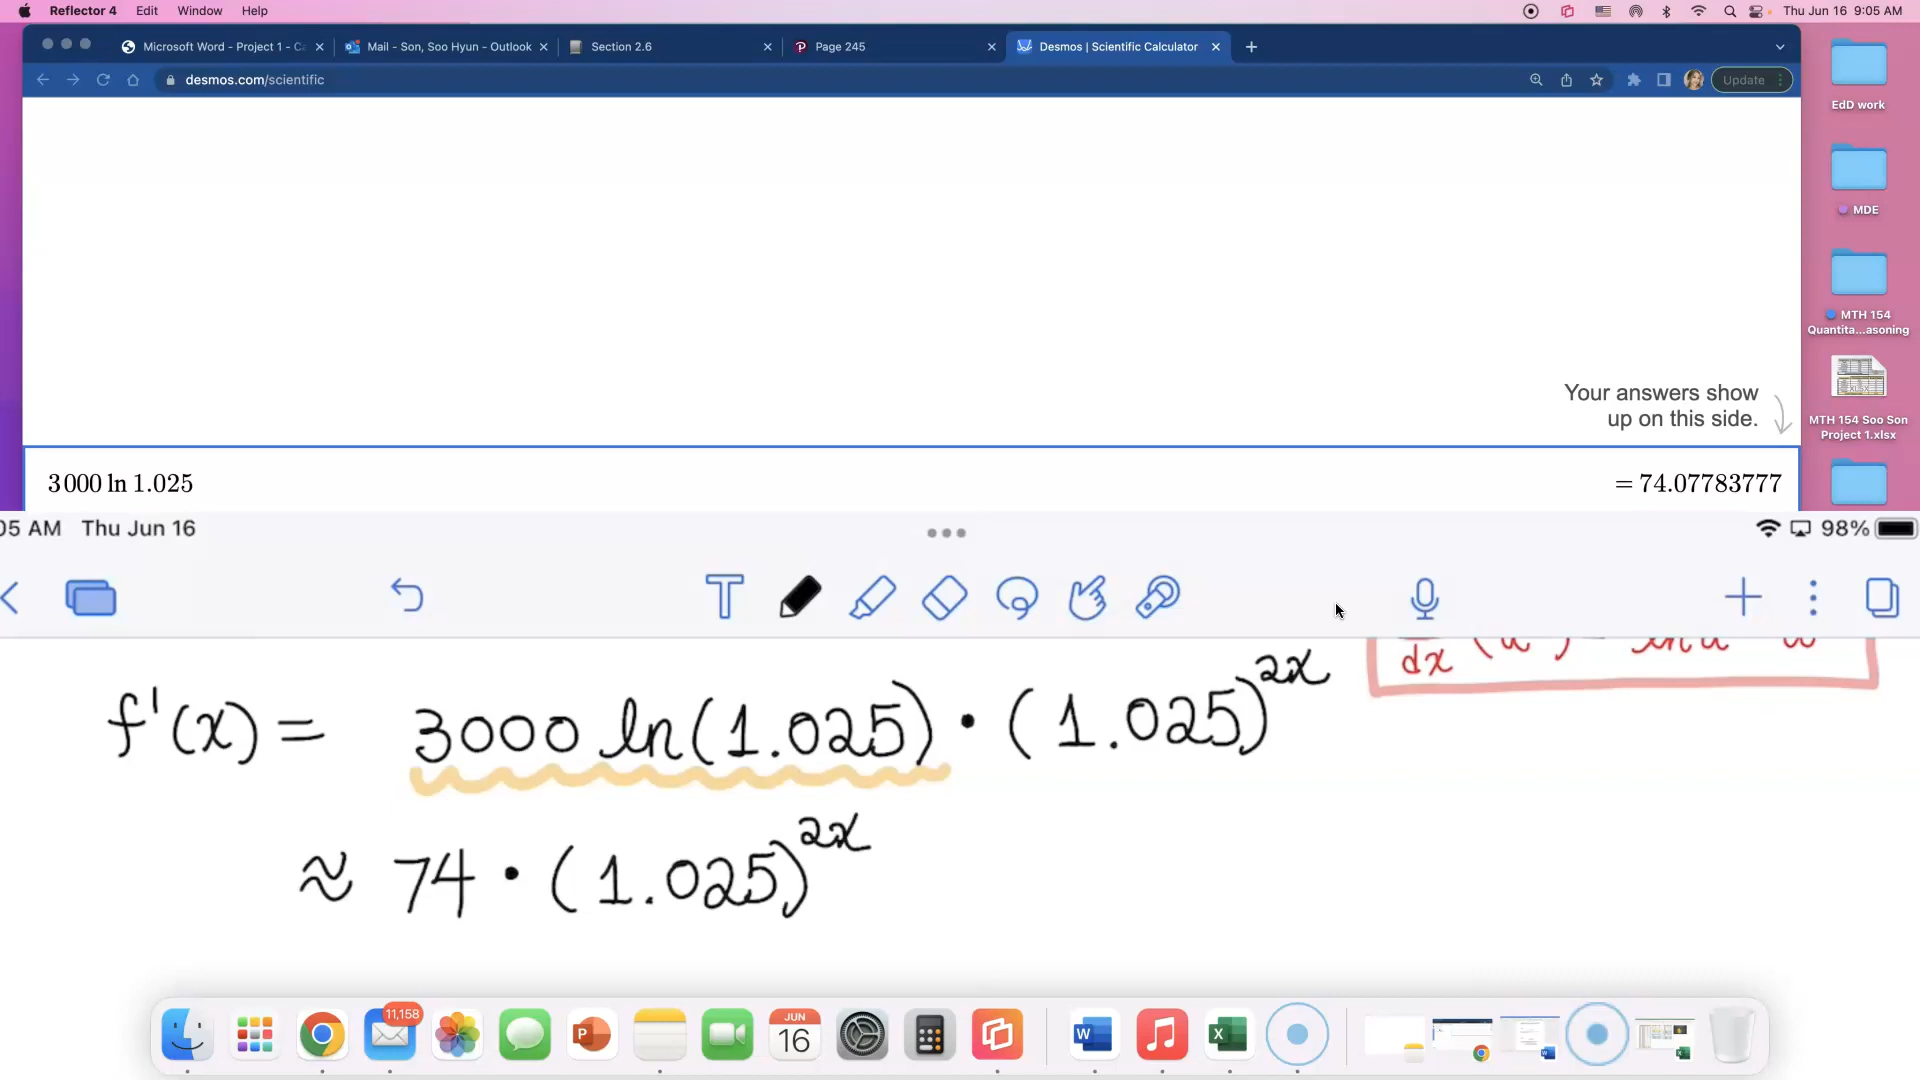 Reflector 4 Edit Window Help Thu Jun 16 9:05 AM
Microsoft Word - Project 1 - Ca Mail - Son, Soo Hyun - Outlook Section 2.6 Page 245 Desmos | Scientific Calculator
desmos.com/scientific Update
EdD work
MDE
MTH 154
Quantita...asoning
Your answers show
up on this side.
MTH 154 Soo Son
Project 1.xlsx
3000 ln 1.025 = 74.07783777
05 AM Thu Jun 16 98%
dx
f'(x) = 3000 ln(1.025) • (1.025)^2x
≈ 74 • (1.025)^2x
11,158
JUN
16